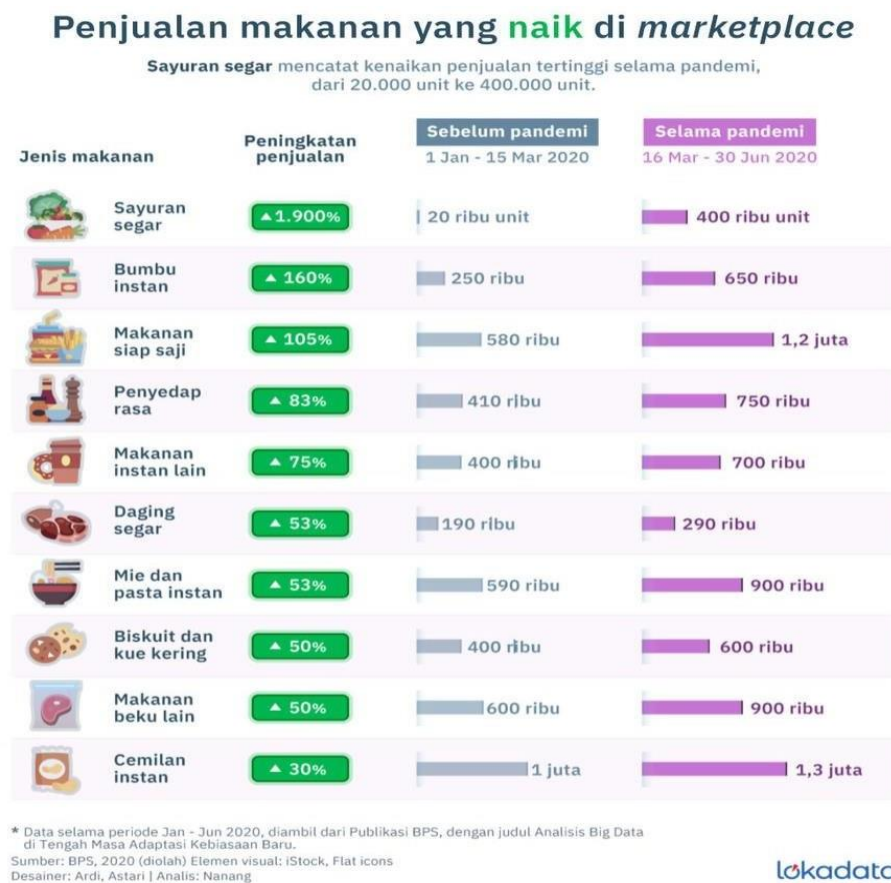 Penjualan makanan yang naik di marketplace
Sayuran segar mencatat kenaikan penjualan tertinggi selama pandemi,
dari 20.000 unit ke 400.000 unit.
Jenis makanan
Peningkatan
penjualan
Sebelum pandemi
1 Jan - 15 Mar 2020
Selama pandemi
16 Mar - 30 Jun 2020
Sayuran
segar
▲1.900%
20 ribu unit
400 ribu unit
Bumbu
instan
▲ 160%
250 ribu
650 ribu
Makanan
siap saji
▲ 105%
580 ribu
1,2 juta
Penyedap
rasa
▲ 83%
410 ribu
750 ribu
Makanan
instan lain
▲ 75%
400 ribu
700 ribu
Daging
segar
▲ 53%
190 ribu
290 ribu
Mie dan
pasta instan
▲ 53%
590 ribu
900 ribu
Biskuit dan
kue kering
▲ 50%
400 ribu
600 ribu
Makanan
beku lain
▲ 50%
600 ribu
900 ribu
Cemilan
instan
▲ 30%
1 juta
1,3 juta
* Data selama periode Jan - Jun 2020, diambil dari Publikasi BPS, dengan judul Analisis Big Data
di Tengah Masa Adaptasi Kebiasaan Baru.
Sumber: BPS, 2020 (diolah) Elemen visual: iStock, Flat icons
Desainer: Ardi, Astari | Analis: Nanang
lokadata